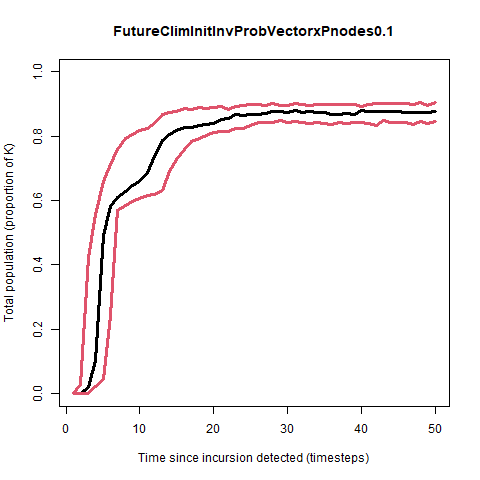 FutureClimInitInvProbVectorxPnodes0.1
Total population (proportion of K)
1.0
0.8
0.6
0.4
0.2
0.0
0 10 20 30 40 50
Time since incursion detected (timesteps)